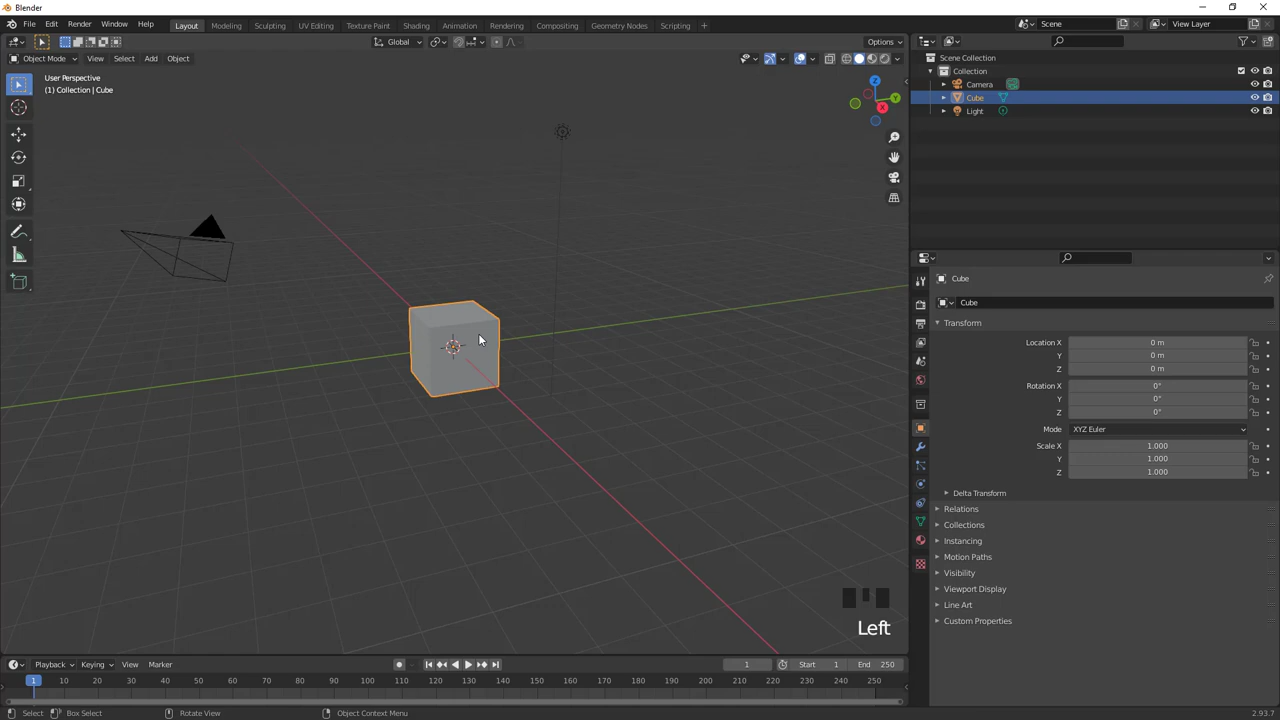 Blender
File Edit Render Window Help Layout Modeling Sculpting UV Editing Texture Paint Shading Animation Rendering Compositing Geometry Nodes Scripting + Scene View Layer
Global Options
Object Mode View Select Add Object
User Perspective
(1) Collection | Cube
Z
Y
X
Scene Collection
Collection
Camera
Cube
Light
Cube
Cube
Transform
Location X 0 m
Y 0 m
Z 0 m
Rotation X 0°
Y 0°
Z 0°
Mode XYZ Euler
Scale X 1.000
Y 1.000
Z 1.000
Delta Transform
Relations
Collections
Instancing
Motion Paths
Visibility
Viewport Display
Line Art
Custom Properties
Left
Playback Keying View Marker 1 Start 1 End 250
1 10 20 30 40 50 60 70 80 90 100 110 120 130 140 150 160 170 180 190 200 210 220 230 240 250
Select Box Select Rotate View Object Context Menu 2.93.7